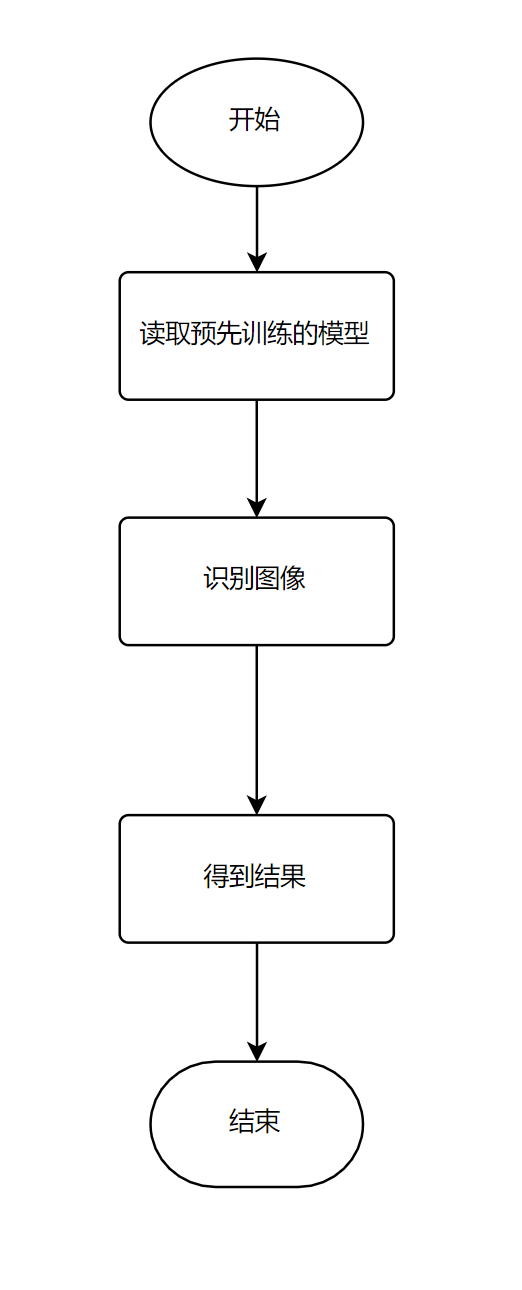 开始
读取预先训练的模型
识别图像
得到结果
结束